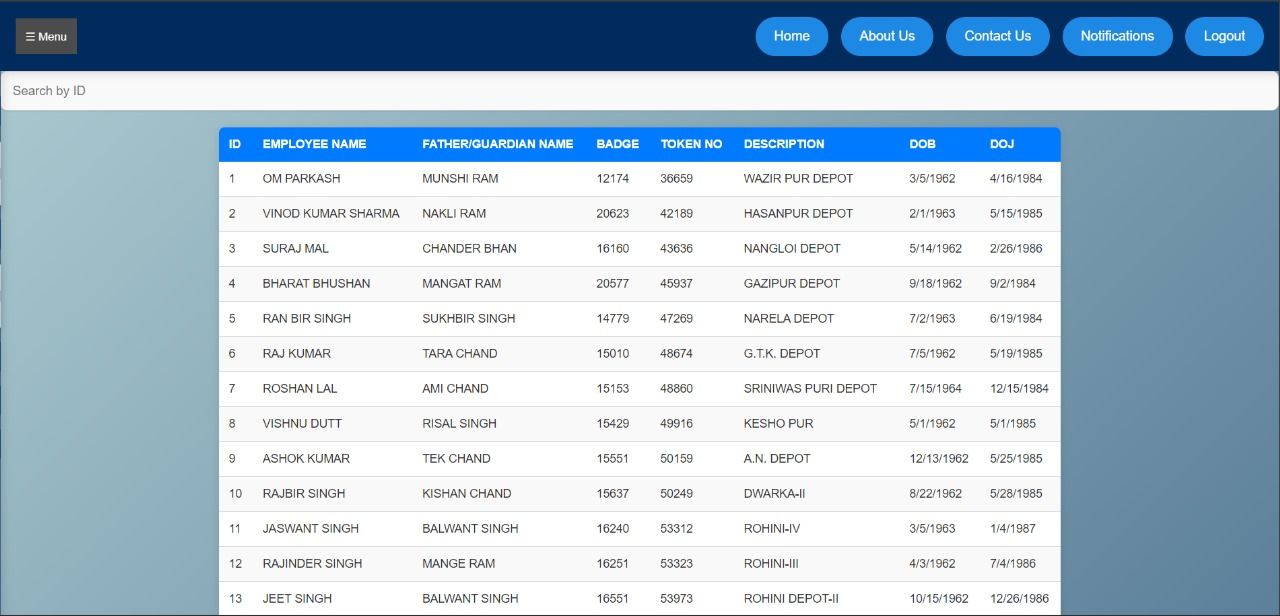 ☰ Menu Home About Us Contact Us Notifications Logout
Search by ID
ID EMPLOYEE NAME FATHER/GUARDIAN NAME BADGE TOKEN NO DESCRIPTION DOB DOJ
1 OM PARKASH MUNSHI RAM 12174 36659 WAZIR PUR DEPOT 3/5/1962 4/16/1984
2 VINOD KUMAR SHARMA NAKLI RAM 20623 42189 HASANPUR DEPOT 2/1/1963 5/15/1985
3 SURAJ MAL CHANDER BHAN 16160 43636 NANGLOI DEPOT 5/14/1962 2/26/1986
4 BHARAT BHUSHAN MANGAT RAM 20577 45937 GAZIPUR DEPOT 9/18/1962 9/2/1984
5 RAN BIR SINGH SUKHBIR SINGH 14779 47269 NARELA DEPOT 7/2/1963 6/19/1984
6 RAJ KUMAR TARA CHAND 15010 48674 G.T.K. DEPOT 7/5/1962 5/19/1985
7 ROSHAN LAL AMI CHAND 15153 48860 SRINIWAS PURI DEPOT 7/15/1964 12/15/1984
8 VISHNU DUTT RISAL SINGH 15429 49916 KESHO PUR 5/1/1962 5/1/1985
9 ASHOK KUMAR TEK CHAND 15551 50159 A.N. DEPOT 12/13/1962 5/25/1985
10 RAJBIR SINGH KISHAN CHAND 15637 50249 DWARKA-II 8/22/1962 5/28/1985
11 JASWANT SINGH BALWANT SINGH 16240 53312 ROHINI-IV 3/5/1963 1/4/1987
12 RAJINDER SINGH MANGE RAM 16251 53323 ROHINI-III 4/3/1962 7/4/1986
13 JEET SINGH BALWANT SINGH 16551 53973 ROHINI DEPOT-II 10/15/1962 12/26/1986